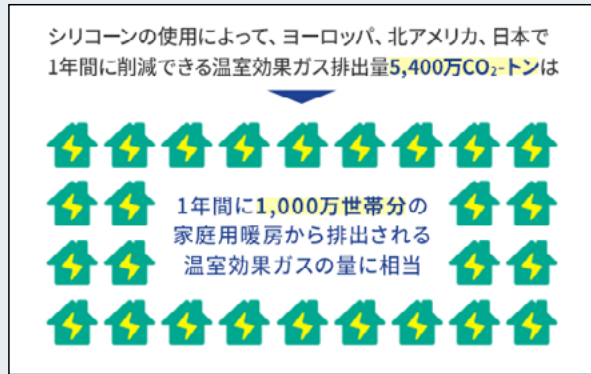 シリコーンの使用によって、ヨーロッパ、北アメリカ、日本で
1年間に削減できる温室効果ガス排出量5,400万CO₂-トンは
1年間に1,000万世帯分の
家庭用暖房から排出される
温室効果ガスの量に相当